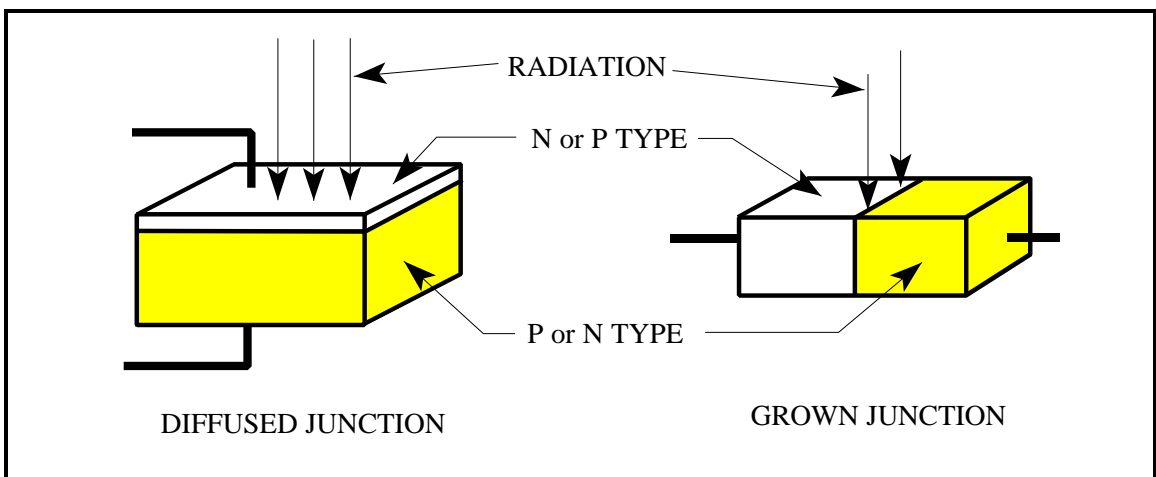 RADIATION
N or P TYPE
P or N TYPE
DIFFUSED JUNCTION
GROWN JUNCTION